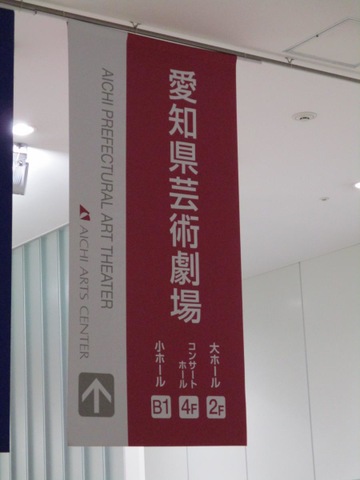 愛知県芸術劇場
大ホール
2F
コンサート
ホール
4F
小ホール
B1
AICHI PREFECTURAL ART THEATER
AICHI ARTS CENTER